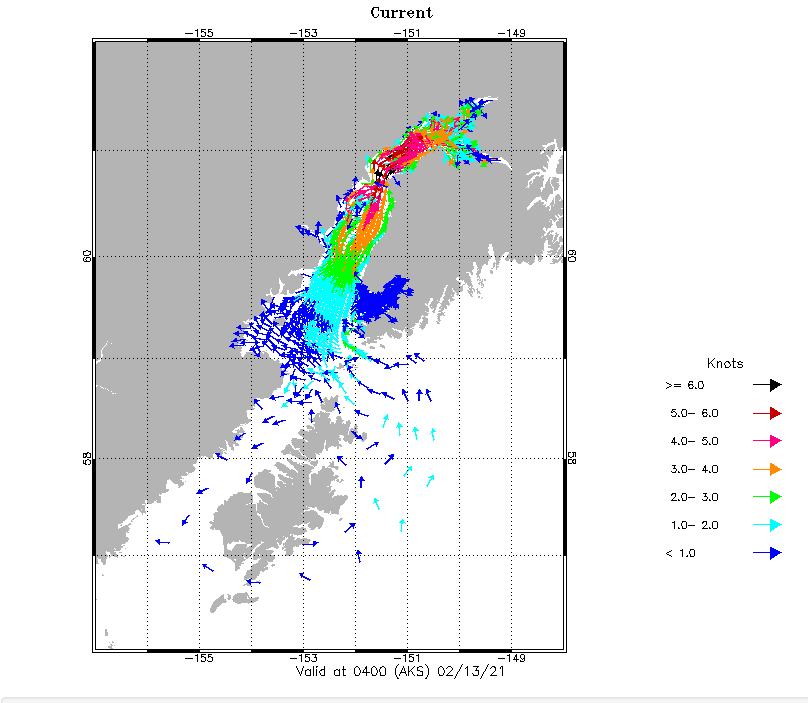 Current
-155 -153 -151 -149
60 60
58 58
-155 -153 -151 -149
Valid at 0400 (AKS) 02/13/21
Knots
>= 6.0
5.0- 6.0
4.0- 5.0
3.0- 4.0
2.0- 3.0
1.0- 2.0
< 1.0